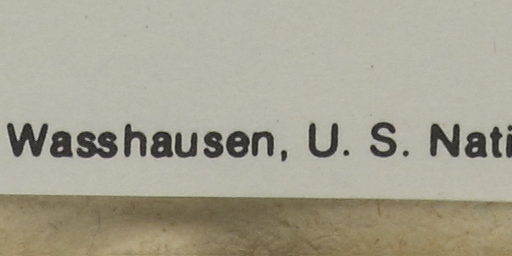 Wasshausen, U. S. Nati